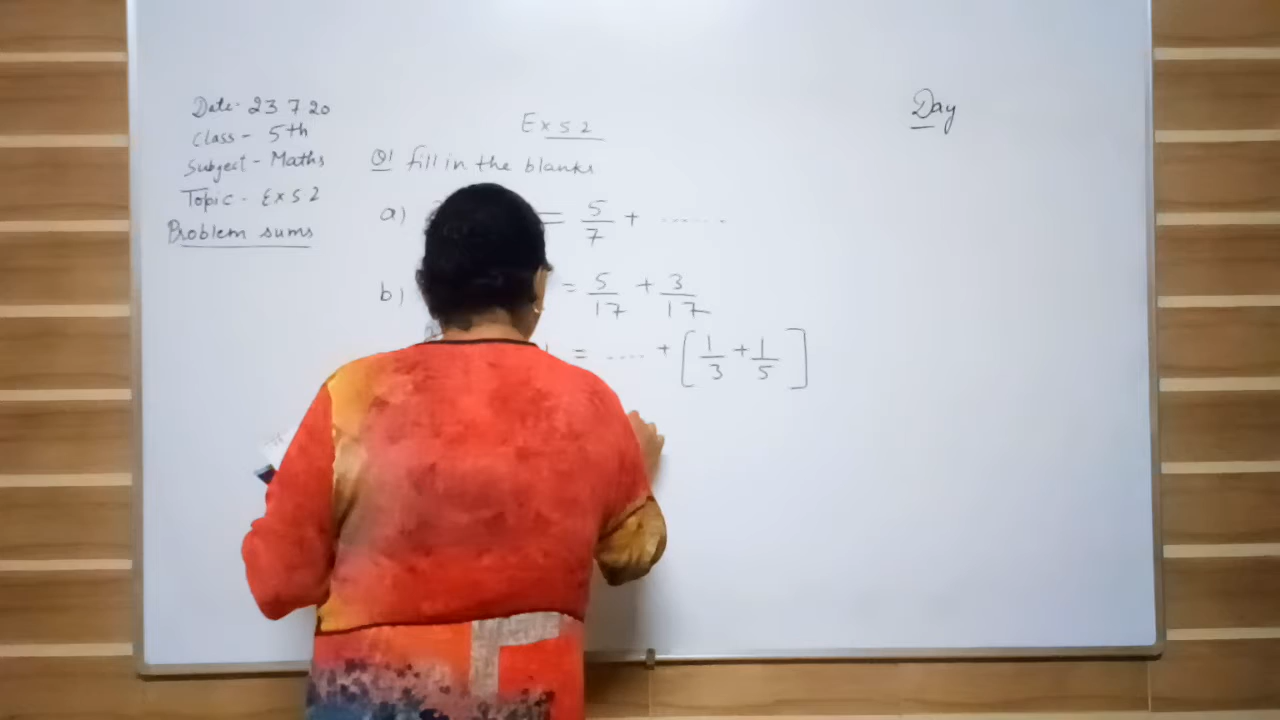 Date- 23 7 20
Class - 5th
Subject - Maths
Topic - Ex 5 2
Problem sums
Day
Ex 5 2
Q1 fill in the blanks
a) = 5/7 + .......
b) = 5/17 + 3/17
= ..... + [1/3 + 1/5]